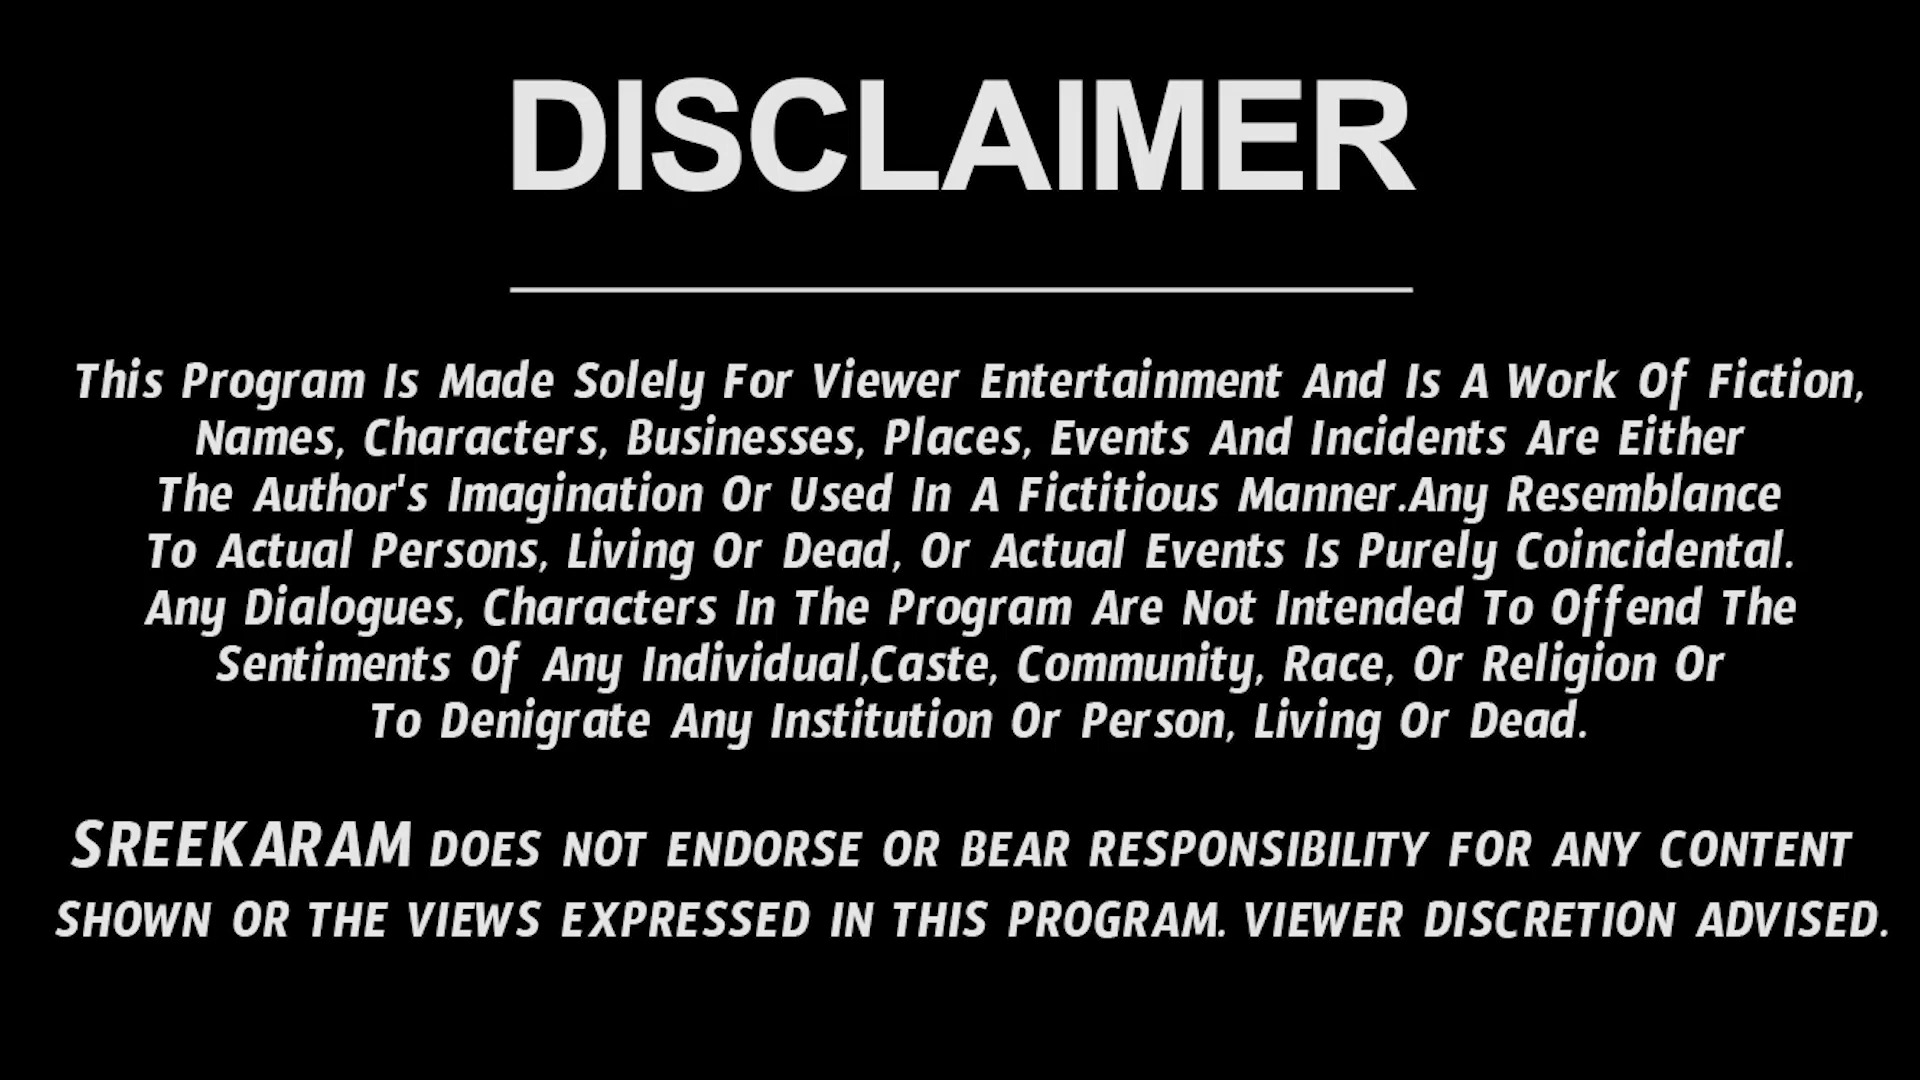 DISCLAIMER
This Program Is Made Solely For Viewer Entertainment And Is A Work Of Fiction,
Names, Characters, Businesses, Places, Events And Incidents Are Either
The Author's Imagination Or Used In A Fictitious Manner.Any Resemblance
To Actual Persons, Living Or Dead, Or Actual Events Is Purely Coincidental.
Any Dialogues, Characters In The Program Are Not Intended To Offend The
Sentiments Of Any Individual,Caste, Community, Race, Or Religion Or
To Denigrate Any Institution Or Person, Living Or Dead.
SREEKARAM DOES NOT ENDORSE OR BEAR RESPONSIBILITY FOR ANY CONTENT
SHOWN OR THE VIEWS EXPRESSED IN THIS PROGRAM. VIEWER DISCRETION ADVISED.